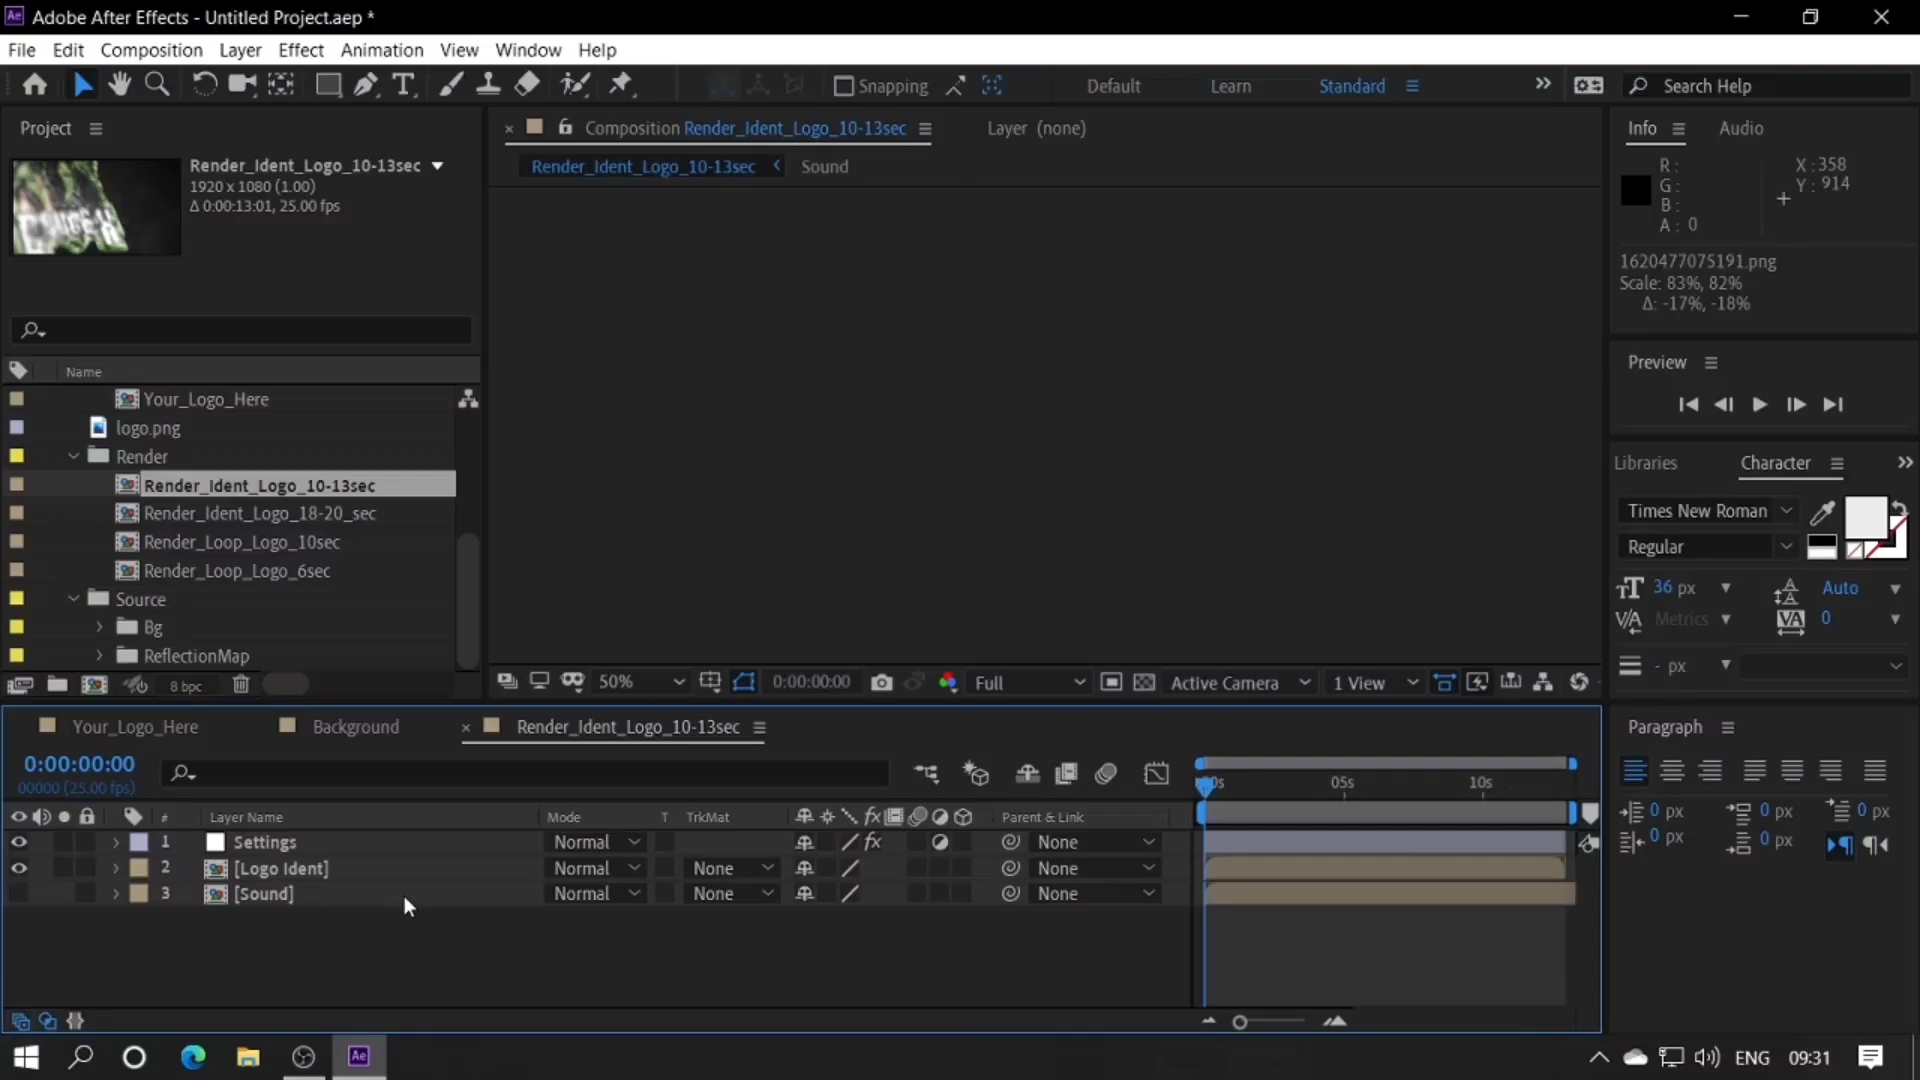 Adobe After Effects - Untitled Project.aep *
File Edit Composition Layer Effect Animation View Window Help
Snapping Default Learn Standard Search Help
Project
Render_Ident_Logo_10-13sec
1920 x 1080 (1.00)
Δ 0:00:13:01, 25.00 fps
Name
Your_Logo_Here
logo.png
Render
Render_Ident_Logo_10-13sec
Render_Ident_Logo_18-20_sec
Render_Loop_Logo_10sec
Render_Loop_Logo_6sec
Source
Bg
ReflectionMap
8 bpc
Composition Render_Ident_Logo_10-13sec Layer (none)
Render_Ident_Logo_10-13sec Sound
50% 0:00:00:00 Full Active Camera 1 View
Info Audio
R: X: 358
G: Y: 914
B:
A: 0
1620477075191.png
Scale: 83%, 82%
Δ: -17%, -18%
Preview
Libraries Character
Times New Roman
Regular
36 px Auto
Metrics 0
- px
Paragraph
0 px 0 px 0 px
0 px 0 px
Your_Logo_Here Background Render_Ident_Logo_10-13sec
0:00:00:00
00000 (25.00 fps)
05s 10s
# Layer Name Mode T TrkMat fx Parent & Link
1 Settings Normal fx None
2 [Logo Ident] Normal None None
3 [Sound] Normal None None
Ae ENG 09:31